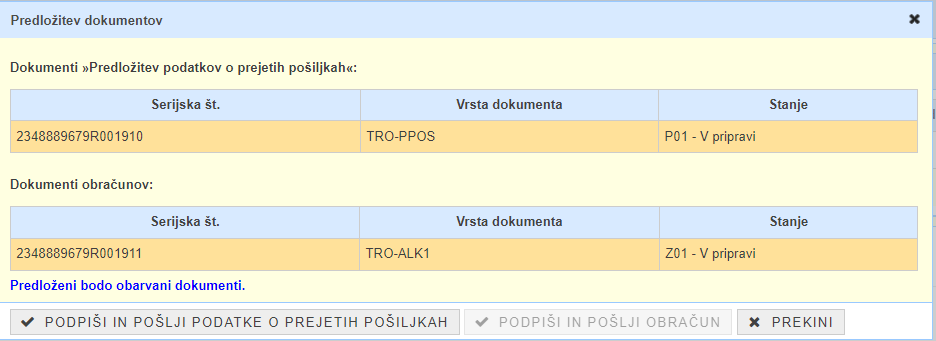 Predložitev dokumentov
Dokumenti »Predložitev podatkov o prejetih pošiljkah«:
Serijska št. Vrsta dokumenta Stanje
2348889679R001910 TRO-PPOS P01 - V pripravi
Dokumenti obračunov:
Serijska št. Vrsta dokumenta Stanje
2348889679R001911 TRO-ALK1 Z01 - V pripravi
Predloženi bodo obarvani dokumenti.
PODPIŠI IN POŠLJI PODATKE O PREJETIH POŠILJKAH PODPIŠI IN POŠLJI OBRAČUN PREKINI